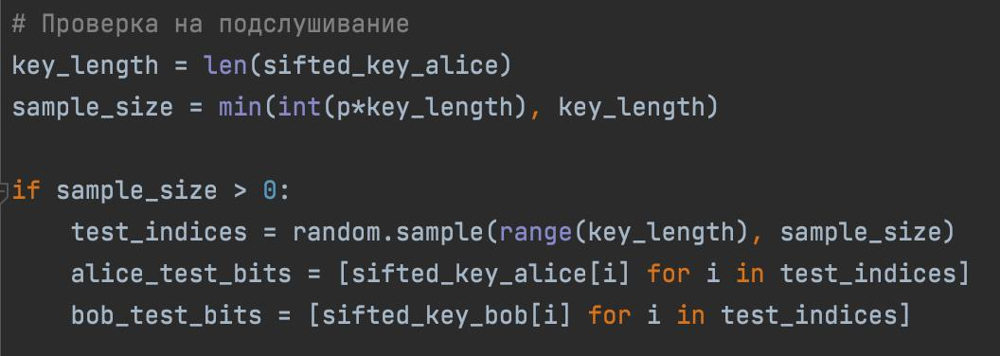 # Проверка на подслушивание
key_length = len(sifted_key_alice)
sample_size = min(int(p*key_length), key_length)
if sample_size > 0:
    test_indices = random.sample(range(key_length), sample_size)
    alice_test_bits = [sifted_key_alice[i] for i in test_indices]
    bob_test_bits = [sifted_key_bob[i] for i in test_indices]